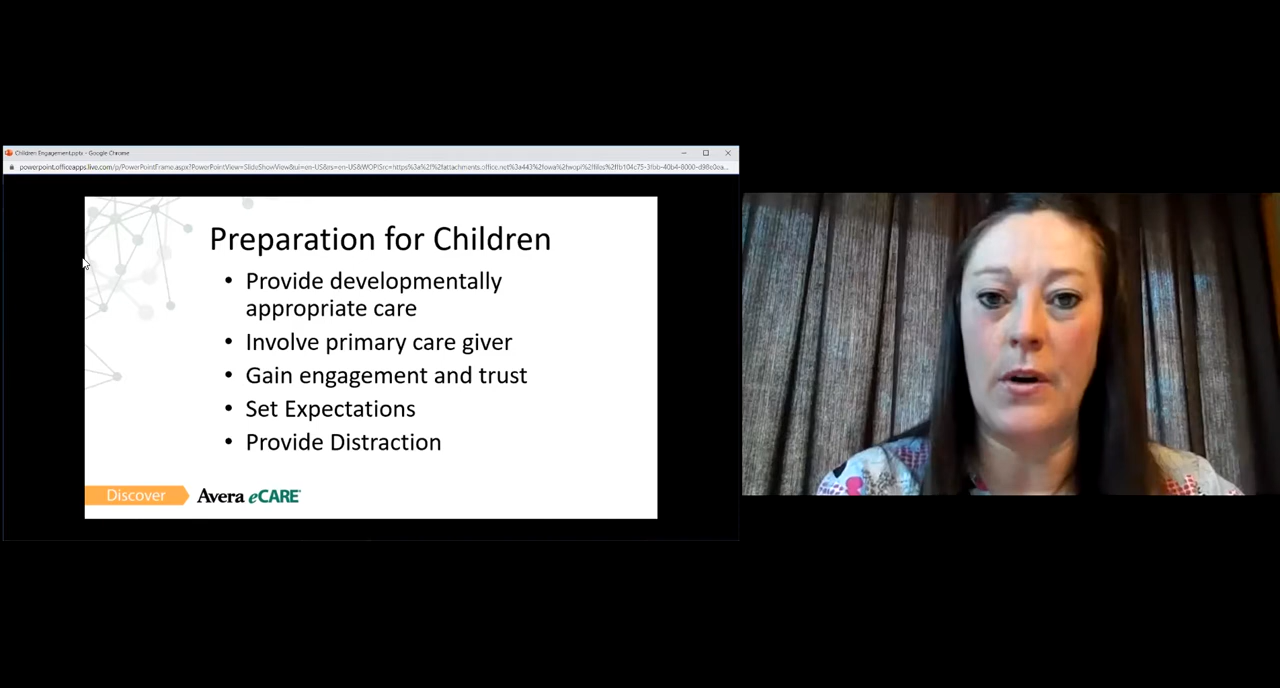 Children Engagement.pptx - Google Chrome
Preparation for Children
• Provide developmentally
appropriate care
• Involve primary care giver
• Gain engagement and trust
• Set Expectations
• Provide Distraction
Discover
Avera eCARE